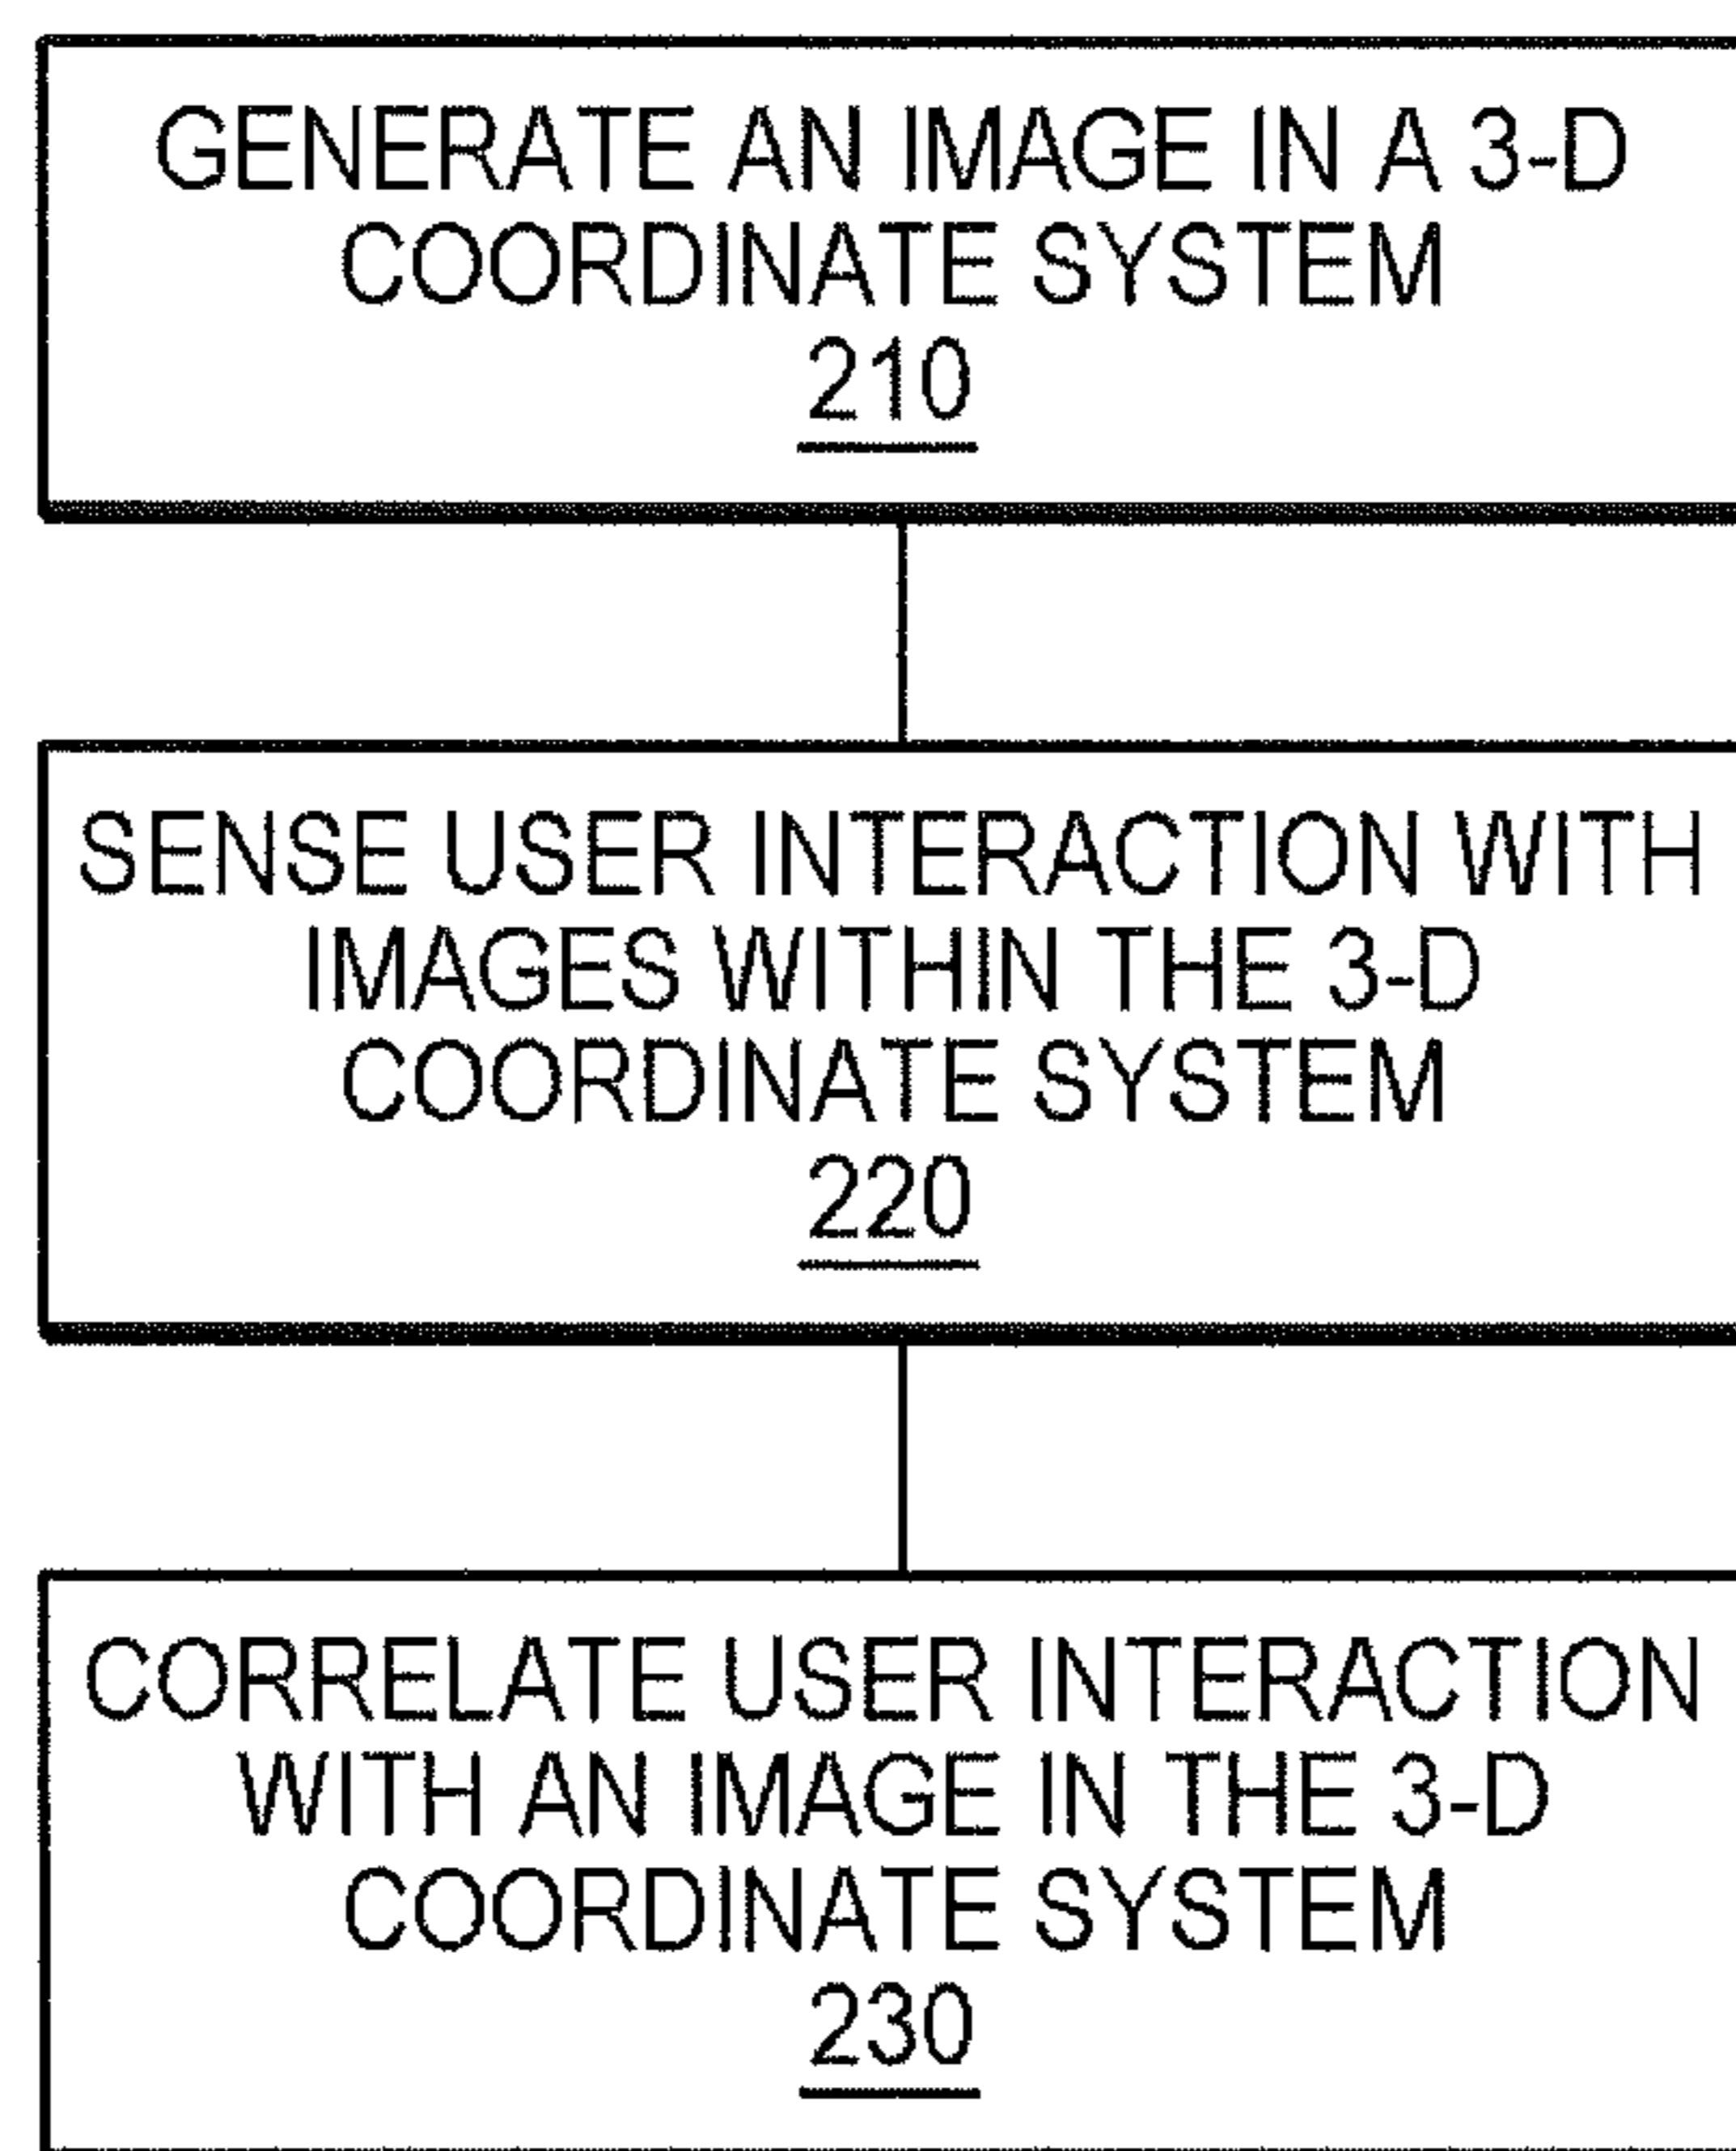 GENERATE AN IMAGE IN A 3-D
COORDINATE SYSTEM
210
SENSE USER INTERACTION WITH
IMAGES WITHIN THE 3-D
COORDINATE SYSTEM
220
CORRELATE USER INTERACTION
WITH AN IMAGE IN THE 3-D
COORDINATE SYSTEM
230